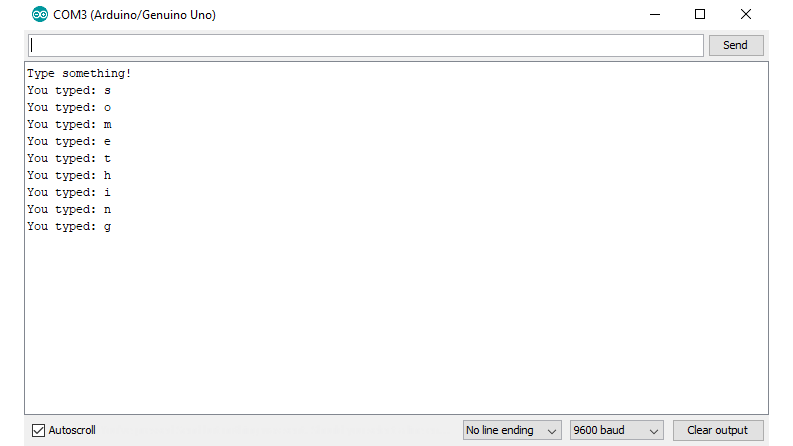 COM3 (Arduino/Genuino Uno)
Send
Type something!
You typed: s
You typed: o
You typed: m
You typed: e
You typed: t
You typed: h
You typed: i
You typed: n
You typed: g
Autoscroll No line ending 9600 baud Clear output